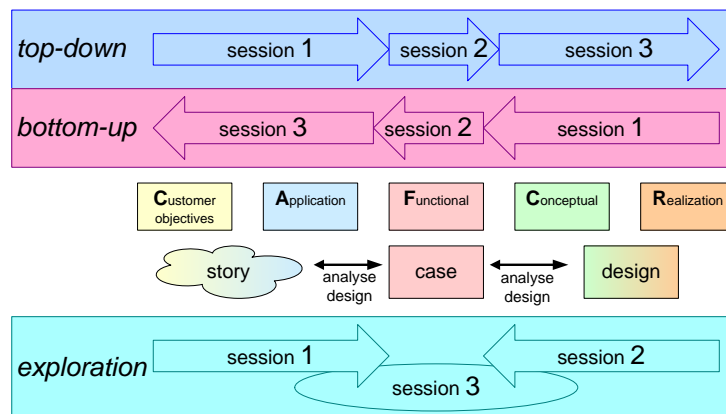 top-down
session 1
session 2
session 3
bottom-up
session 3
session 2
session 1
Customer
objectives
Application
Functional
Conceptual
Realization
story
analyse
design
case
analyse
design
design
exploration
session 1
session 2
session 3